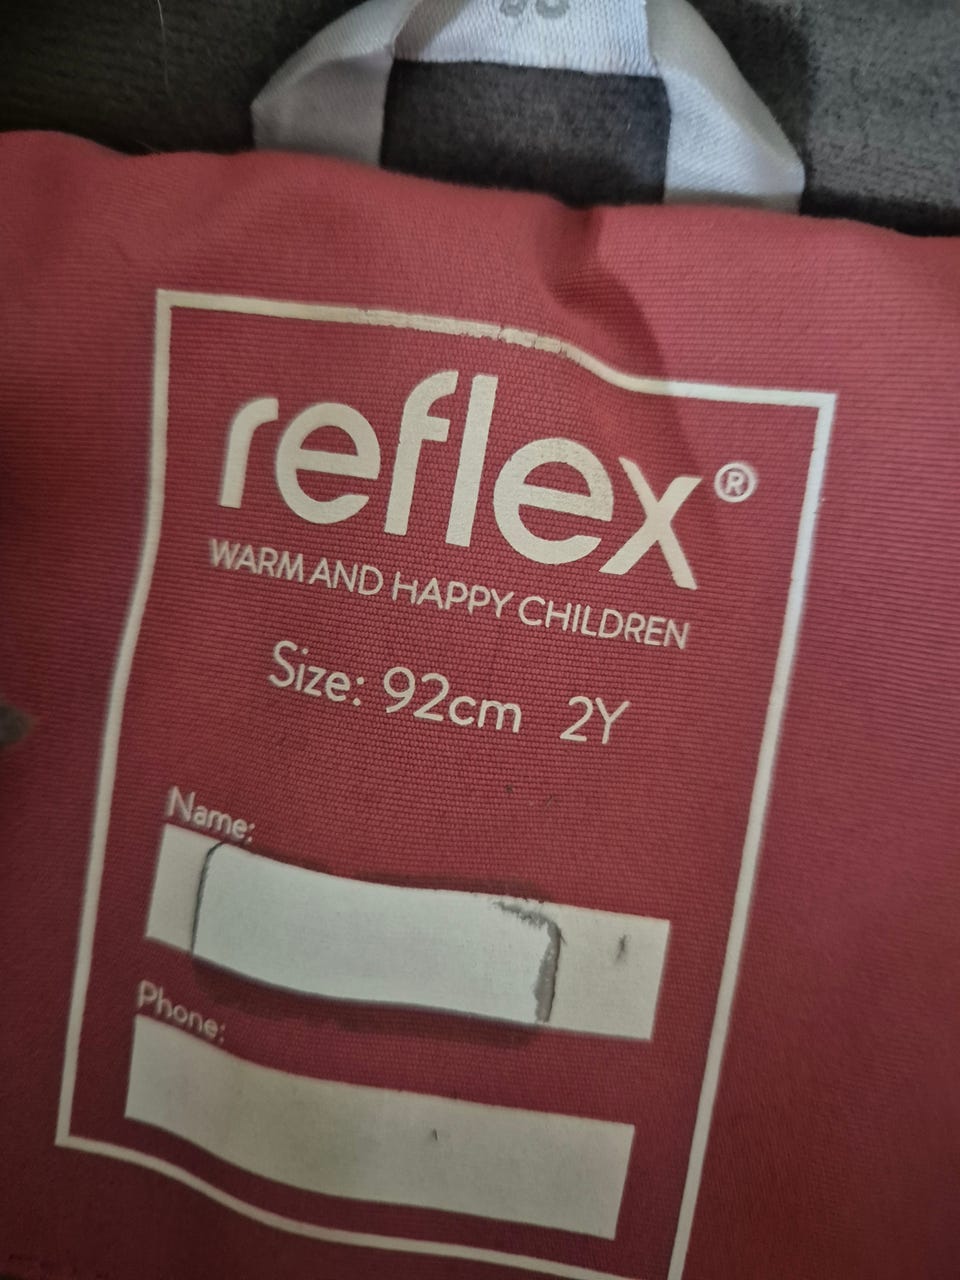 reflex®
WARM AND HAPPY CHILDREN
Size: 92cm 2Y
Name:
Phone: